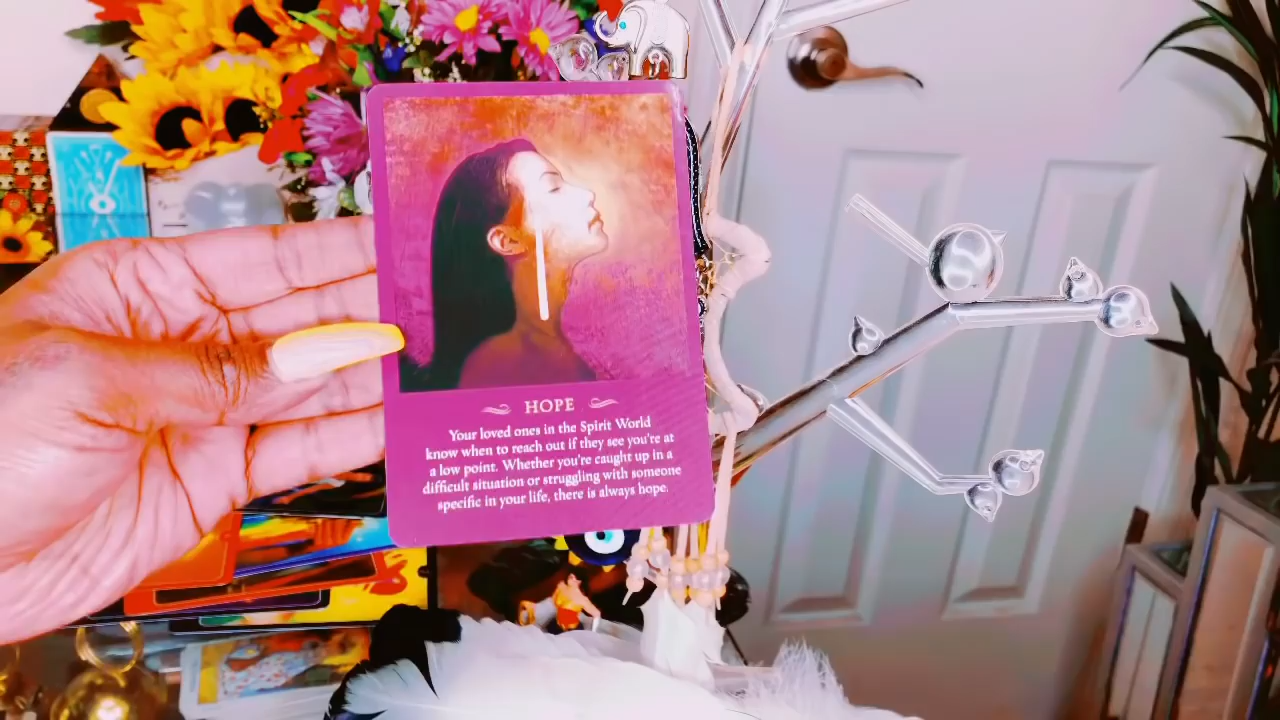 HOPE
Your loved ones in the Spirit World
know when to reach out if they see you're at
a low point. Whether you're caught up in a
difficult situation or struggling with someone
specific in your life, there is always hope.